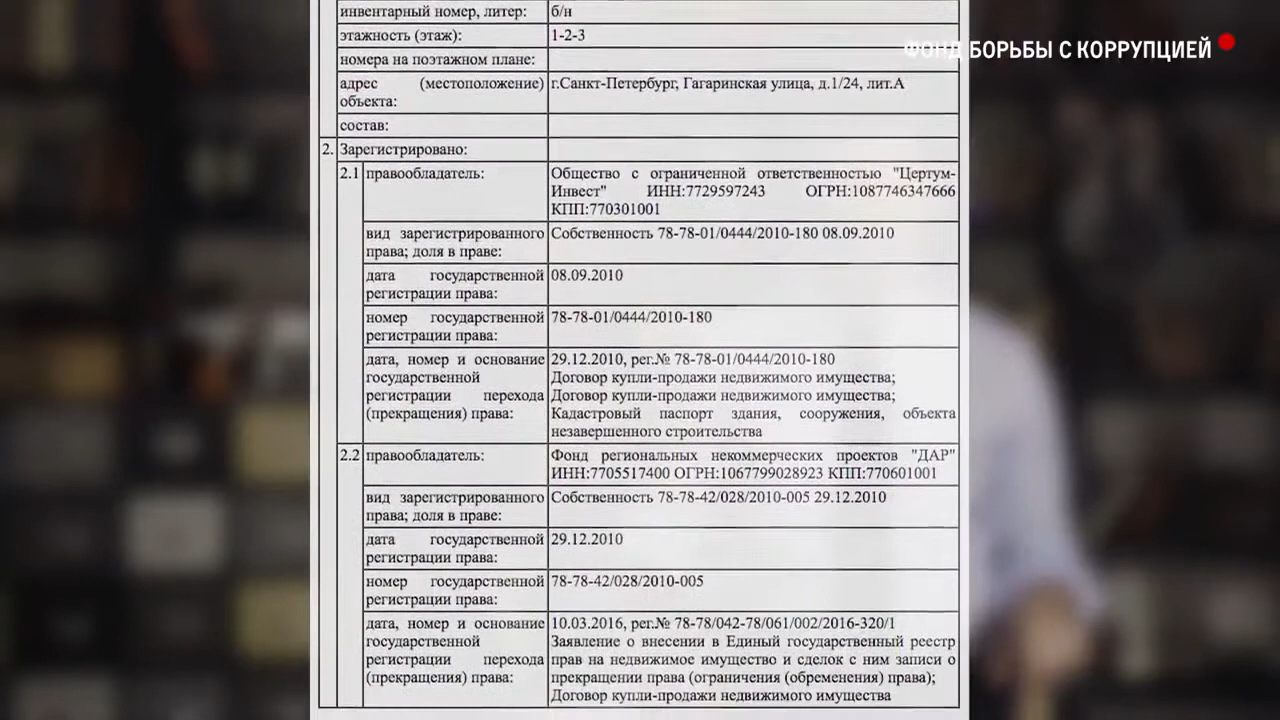 инвентарный номер, литер: б/н
этажность (этаж): 1-2-3
ФОНД БОРЬБЫ С КОРРУПЦИЕЙ
номера на поэтажном плане:
адрес (местоположение) г.Санкт-Петербург, Гагаринская улица, д.1/24, лит.А
объекта:
состав:
2. Зарегистрировано:
2.1 правообладатель: Общество с ограниченной ответственностью "Цертум-
Инвест" ИНН:7729597243 ОГРН:1087746347666
КПП:770301001
вид зарегистрированного Собственность 78-78-01/0444/2010-180 08.09.2010
права; доля в праве:
дата государственной 08.09.2010
регистрации права:
номер государственной 78-78-01/0444/2010-180
регистрации права:
дата, номер и основание 29.12.2010, рег.№ 78-78-01/0444/2010-180
государственной Договор купли-продажи недвижимого имущества;
регистрации перехода Договор купли-продажи недвижимого имущества;
(прекращения) права: Кадастровый паспорт здания, сооружения, объекта
незавершенного строительства
2.2 правообладатель: Фонд региональных некоммерческих проектов "ДАР"
ИНН:7705517400 ОГРН:1067799028923 КПП:770601001
вид зарегистрированного Собственность 78-78-42/028/2010-005 29.12.2010
права; доля в праве:
дата государственной 29.12.2010
регистрации права:
номер государственной 78-78-42/028/2010-005
регистрации права:
дата, номер и основание 10.03.2016, рег.№ 78-78/042-78/061/002/2016-320/1
государственной Заявление о внесении в Единый государственный реестр
регистрации перехода прав на недвижимое имущество и сделок с ним записи о
(прекращения) права: прекращении права (ограничения (обременения) права);
Договор купли-продажи недвижимого имущества